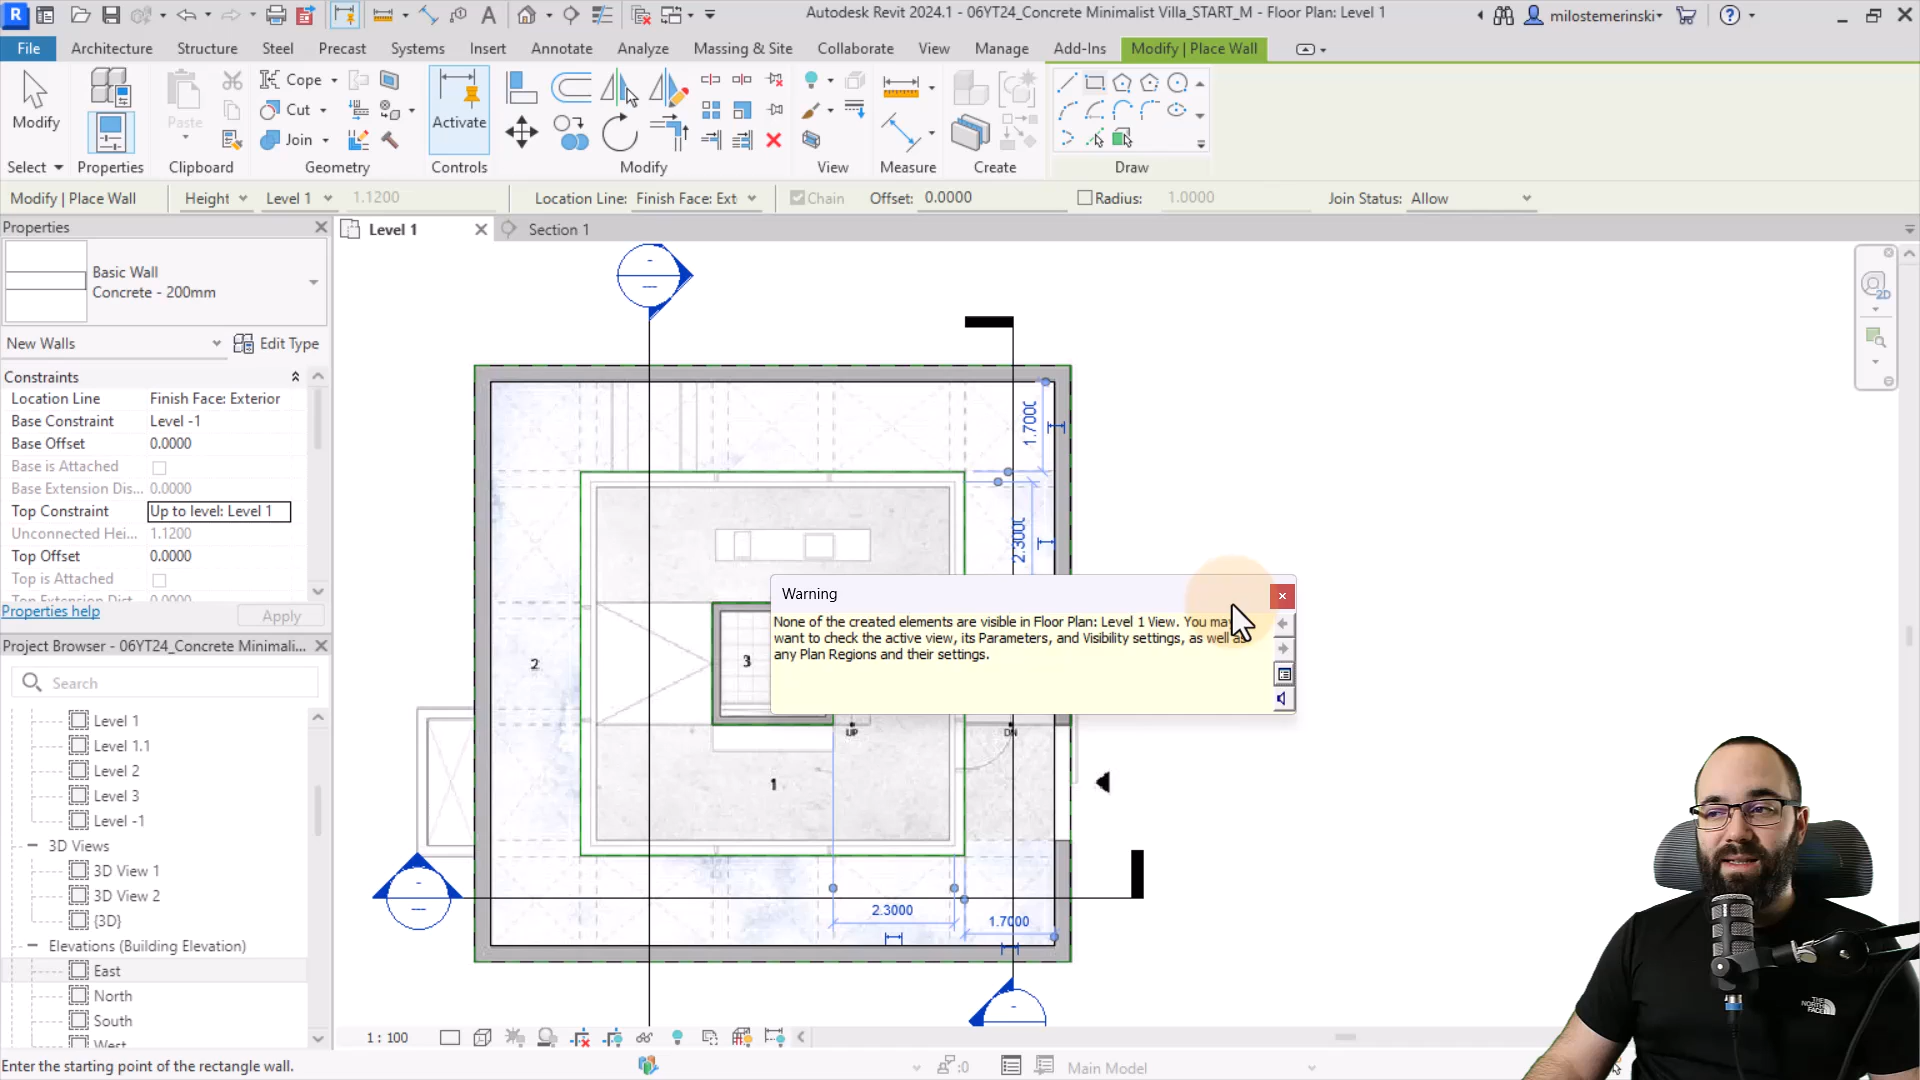 Autodesk Revit 2024.1 - 06YT24_Concrete Minimalist Villa_START_M - Floor Plan: Level 1
milostemerinski
File Architecture Structure Steel Precast Systems Insert Annotate Analyze Massing & Site Collaborate View Manage Add-Ins Modify | Place Wall
Modify
Paste
Cope
Cut
Join
Activate
Select Properties Clipboard Geometry Controls Modify View Measure Create Draw
Modify | Place Wall Height Level 1 1.1200 Location Line: Finish Face: Ext Chain Offset: 0.0000 Radius: 1.0000 Join Status: Allow
Properties
Level 1
Section 1
Basic Wall
Concrete - 200mm
New Walls Edit Type
Constraints
Location Line Finish Face: Exterior
Base Constraint Level -1
Base Offset 0.0000
Base is Attached
Base Extension Dis... 0.0000
Top Constraint Up to level: Level 1
Unconnected Hei... 1.1200
Top Offset 0.0000
Top is Attached
Top Extension Dist... 0.0000
Properties help Apply
Project Browser - 06YT24_Concrete Minimali...
Search
Level 1
Level 1.1
Level 2
Level 3
Level -1
3D Views
3D View 1
3D View 2
{3D}
Elevations (Building Elevation)
East
North
South
West
1.7000
2.3000
2
3
1
UP
DN
2.3000
1.7000
Warning
None of the created elements are visible in Floor Plan: Level 1 View. You may
want to check the active view, its Parameters, and Visibility settings, as well as
any Plan Regions and their settings.
THE
NORTH
FACE
1 : 100
Enter the starting point of the rectangle wall.
:0
Main Model
2D